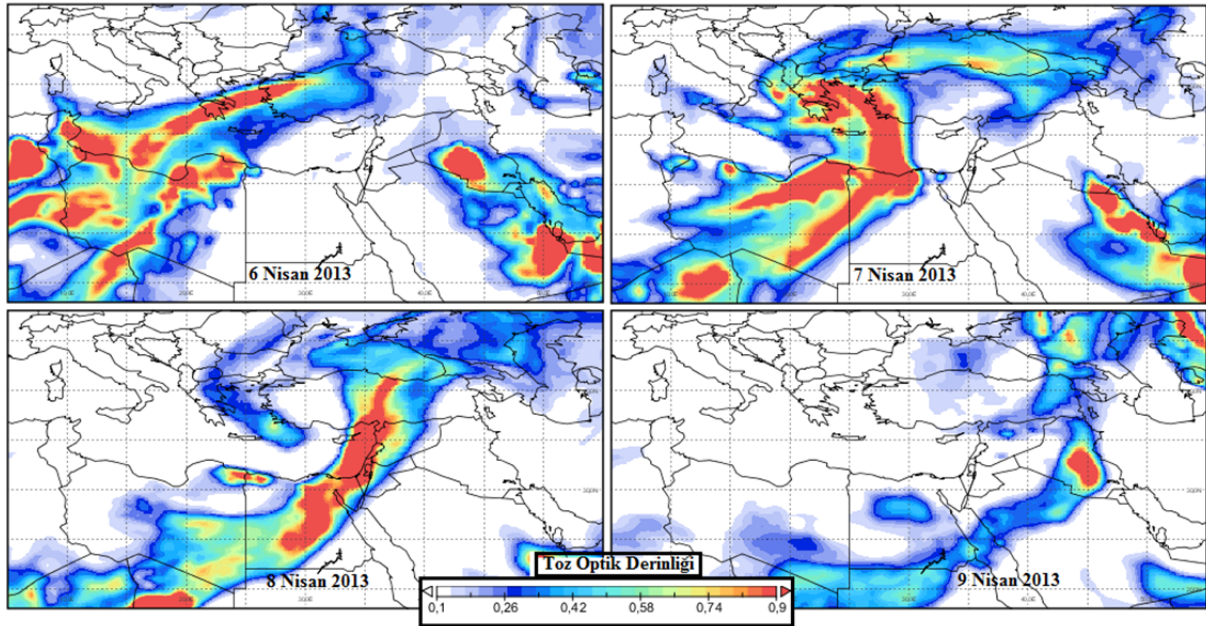 6 Nisan 2013
7 Nisan 2013
8 Nisan 2013
9 Nisan 2013
Toz Optik Derinliği
0,1 0,26 0,42 0,58 0,74 0,9